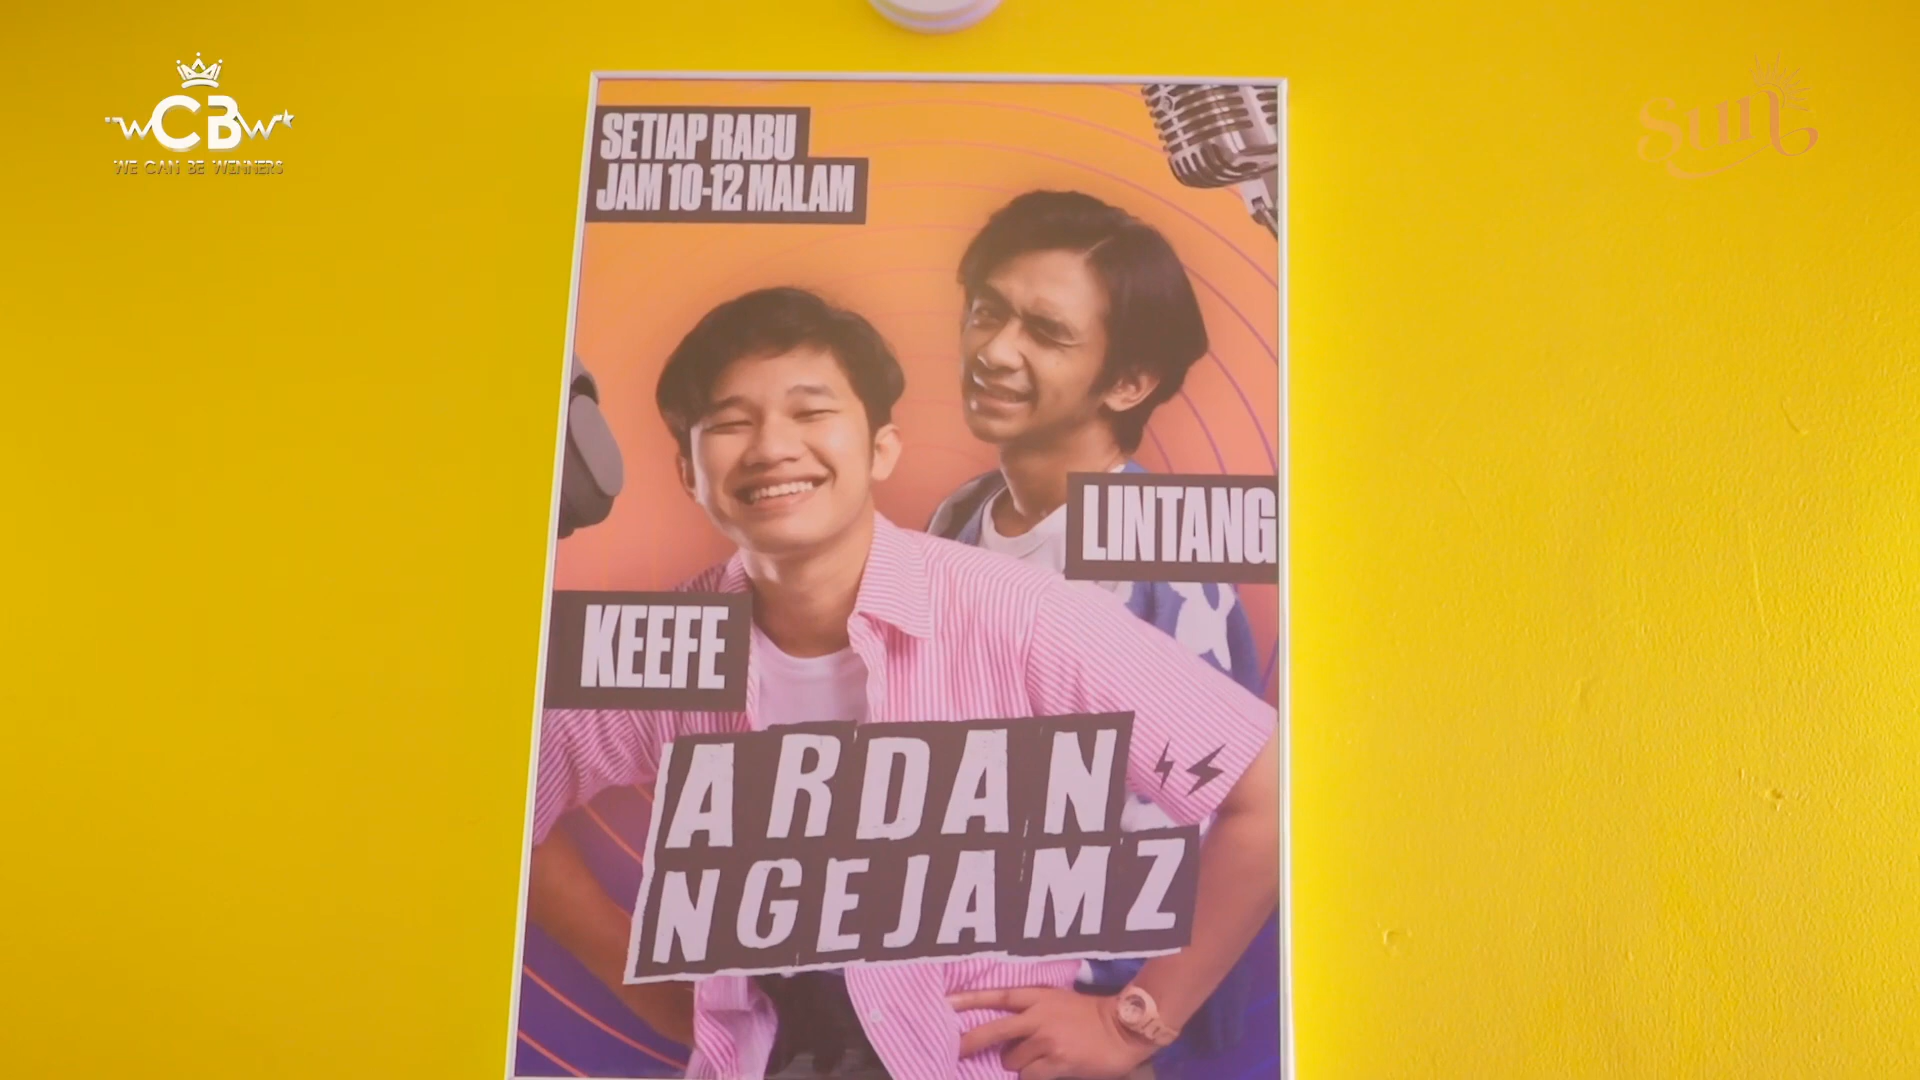 WCBW
WE CAN BE WINNERS
Sun
SETIAP RABU
JAM 10-12 MALAM
LINTANG
KEEFE
ARDAN
NGEJAMZ